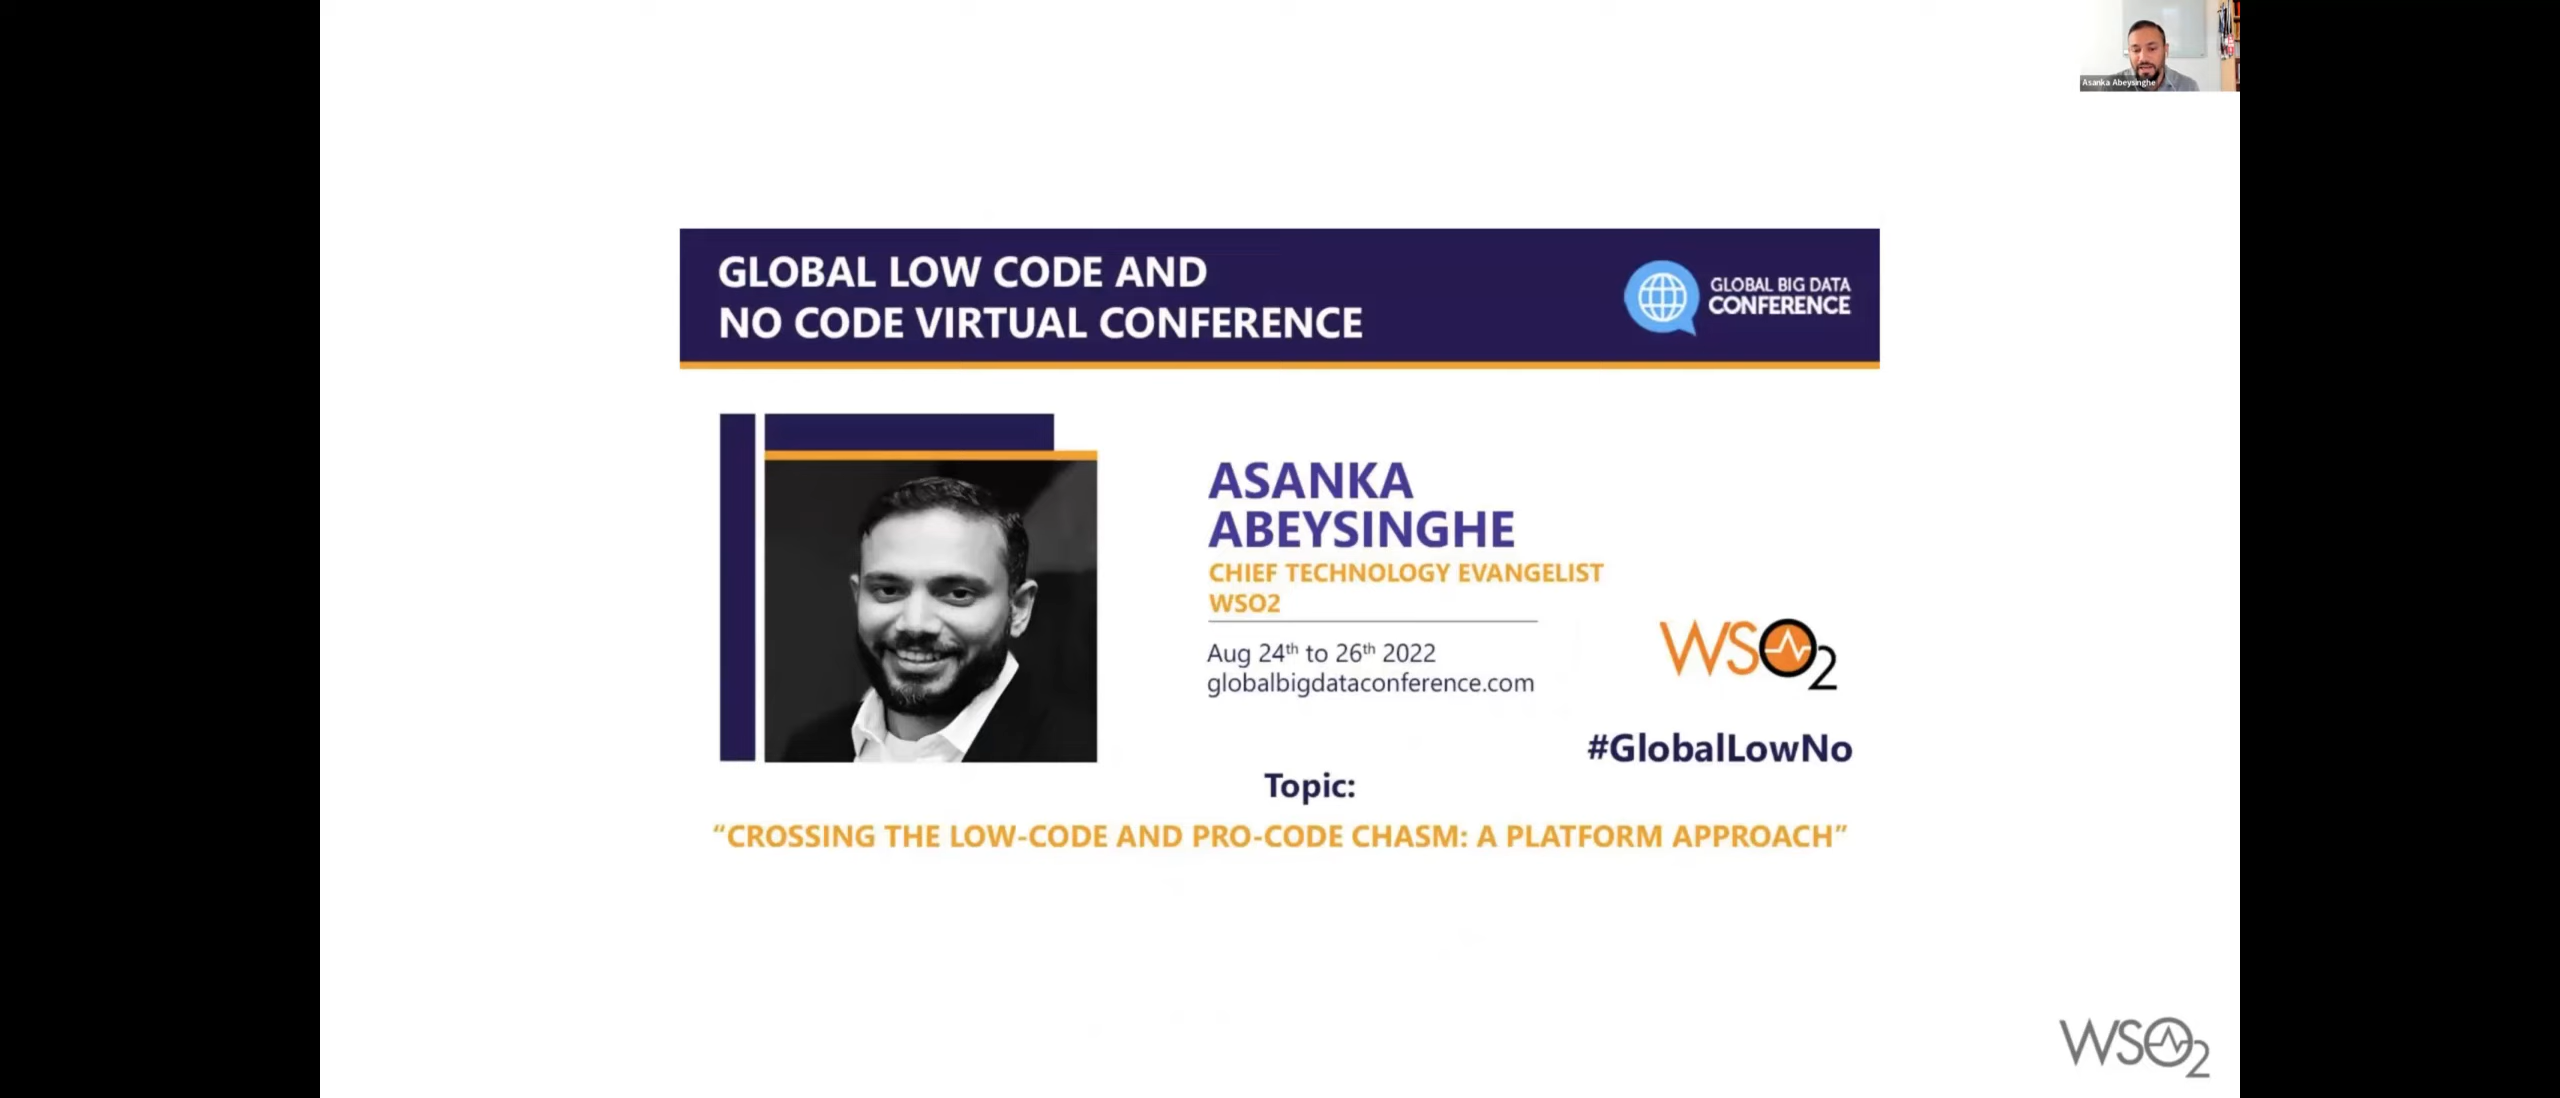 Asanka Abeysinghe
GLOBAL LOW CODE AND
NO CODE VIRTUAL CONFERENCE
GLOBAL BIG DATA
CONFERENCE
ASANKA
ABEYSINGHE
CHIEF TECHNOLOGY EVANGELIST
WSO2
Aug 24th to 26th 2022
globalbigdataconference.com
WSO2
#GlobalLowNo
Topic:
“CROSSING THE LOW-CODE AND PRO-CODE CHASM: A PLATFORM APPROACH”
WSO2